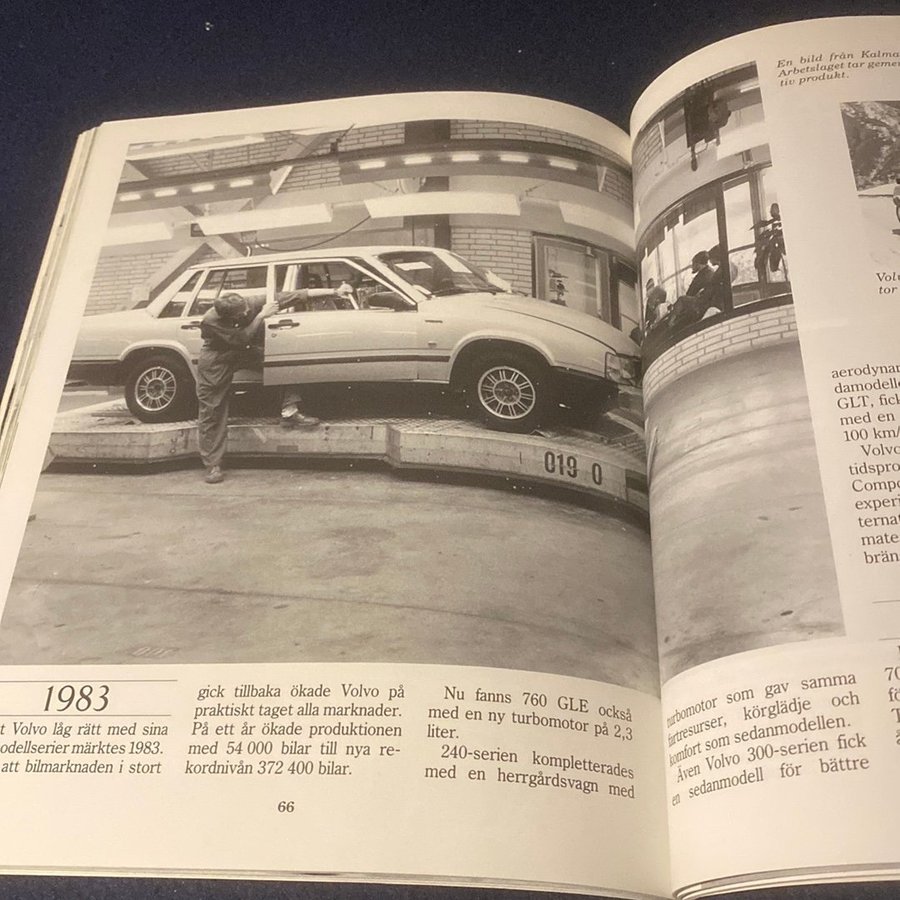 019 0
1983
t Volvo låg rätt med sina
odellserier märktes 1983.
att bilmarknaden i stort
gick tillbaka ökade Volvo på
praktiskt taget alla marknader.
På ett år ökade produktionen
med 54 000 bilar till nya re-
kordnivån 372 400 bilar.
Nu fanns 760 GLE också
med en ny turbomotor på 2,3
liter.
240-serien kompletterades
med en herrgårdsvagn med
66
En bild från Kalma
Arbetslaget tar geme
tiv produkt.
turbomotor som gav samma
fartresurser, körglädje och
komfort som sedanmodellen.
Även Volvo 300-serien fick
en sedanmodell för bättre
Vol
tor
aerodynam
damodelle
GLT, fick
med en
100 km/
Volvo
tidspro
Compo
experi
ternat
mate
brän
70
fö
T